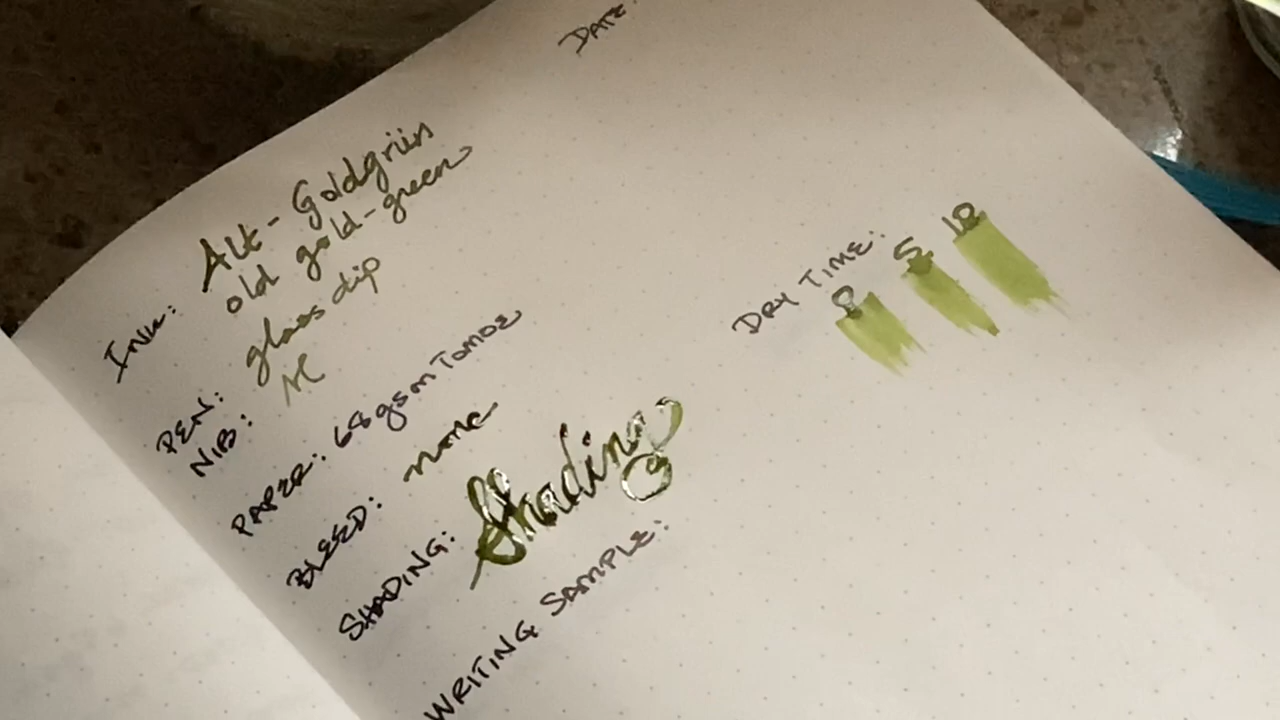 DATE:
INK: Alt-Goldgrün
old gold-green
PEN: glass dip
NIB:
PAPER: 68gsm Tomoe
BLEED: none
SHADING: Shading
WRITING SAMPLE:
DRY TIME: 0 5 10